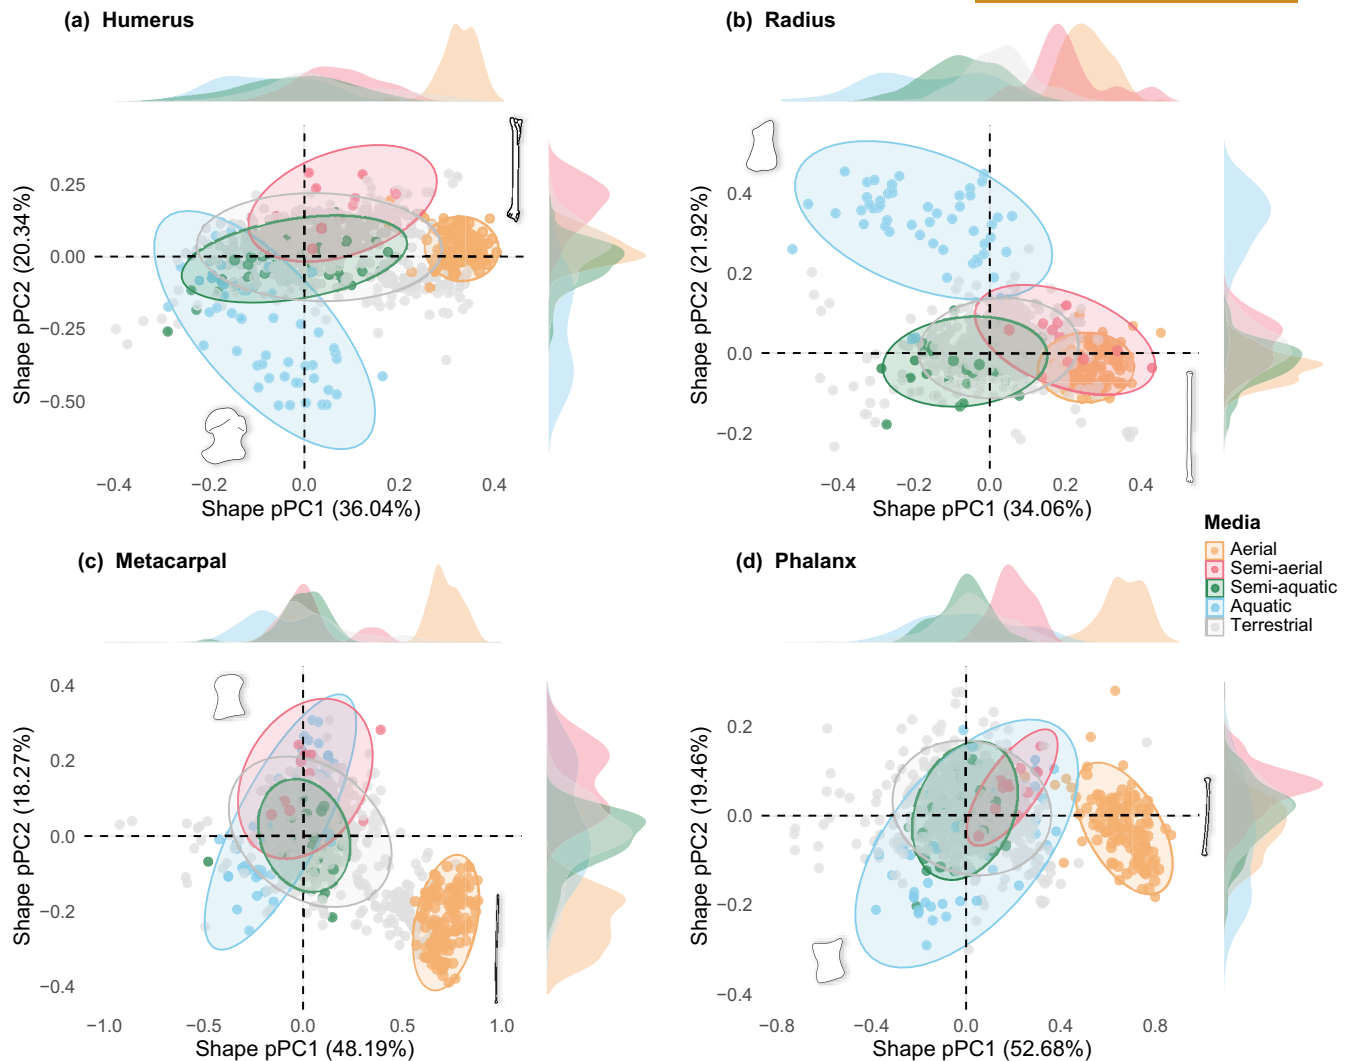 (a) Humerus
0.25
0.00
−0.25
−0.50
Shape pPC2 (20.34%)
−0.4
−0.2
0.0
0.2
0.4
Shape pPC1 (36.04%)
(b) Radius
0.4
0.2
0.0
−0.2
Shape pPC2 (21.92%)
−0.4
−0.2
0.0
0.2
0.4
Shape pPC1 (34.06%)
Media
Aerial
Semi-aerial
Semi-aquatic
Aquatic
Terrestrial
(c) Metacarpal
0.4
0.2
0.0
−0.2
−0.4
Shape pPC2 (18.27%)
−1.0
−0.5
0.0
0.5
1.0
Shape pPC1 (48.19%)
(d) Phalanx
0.2
0.0
−0.2
−0.4
Shape pPC2 (19.46%)
−0.8
−0.4
0.0
0.4
0.8
Shape pPC1 (52.68%)